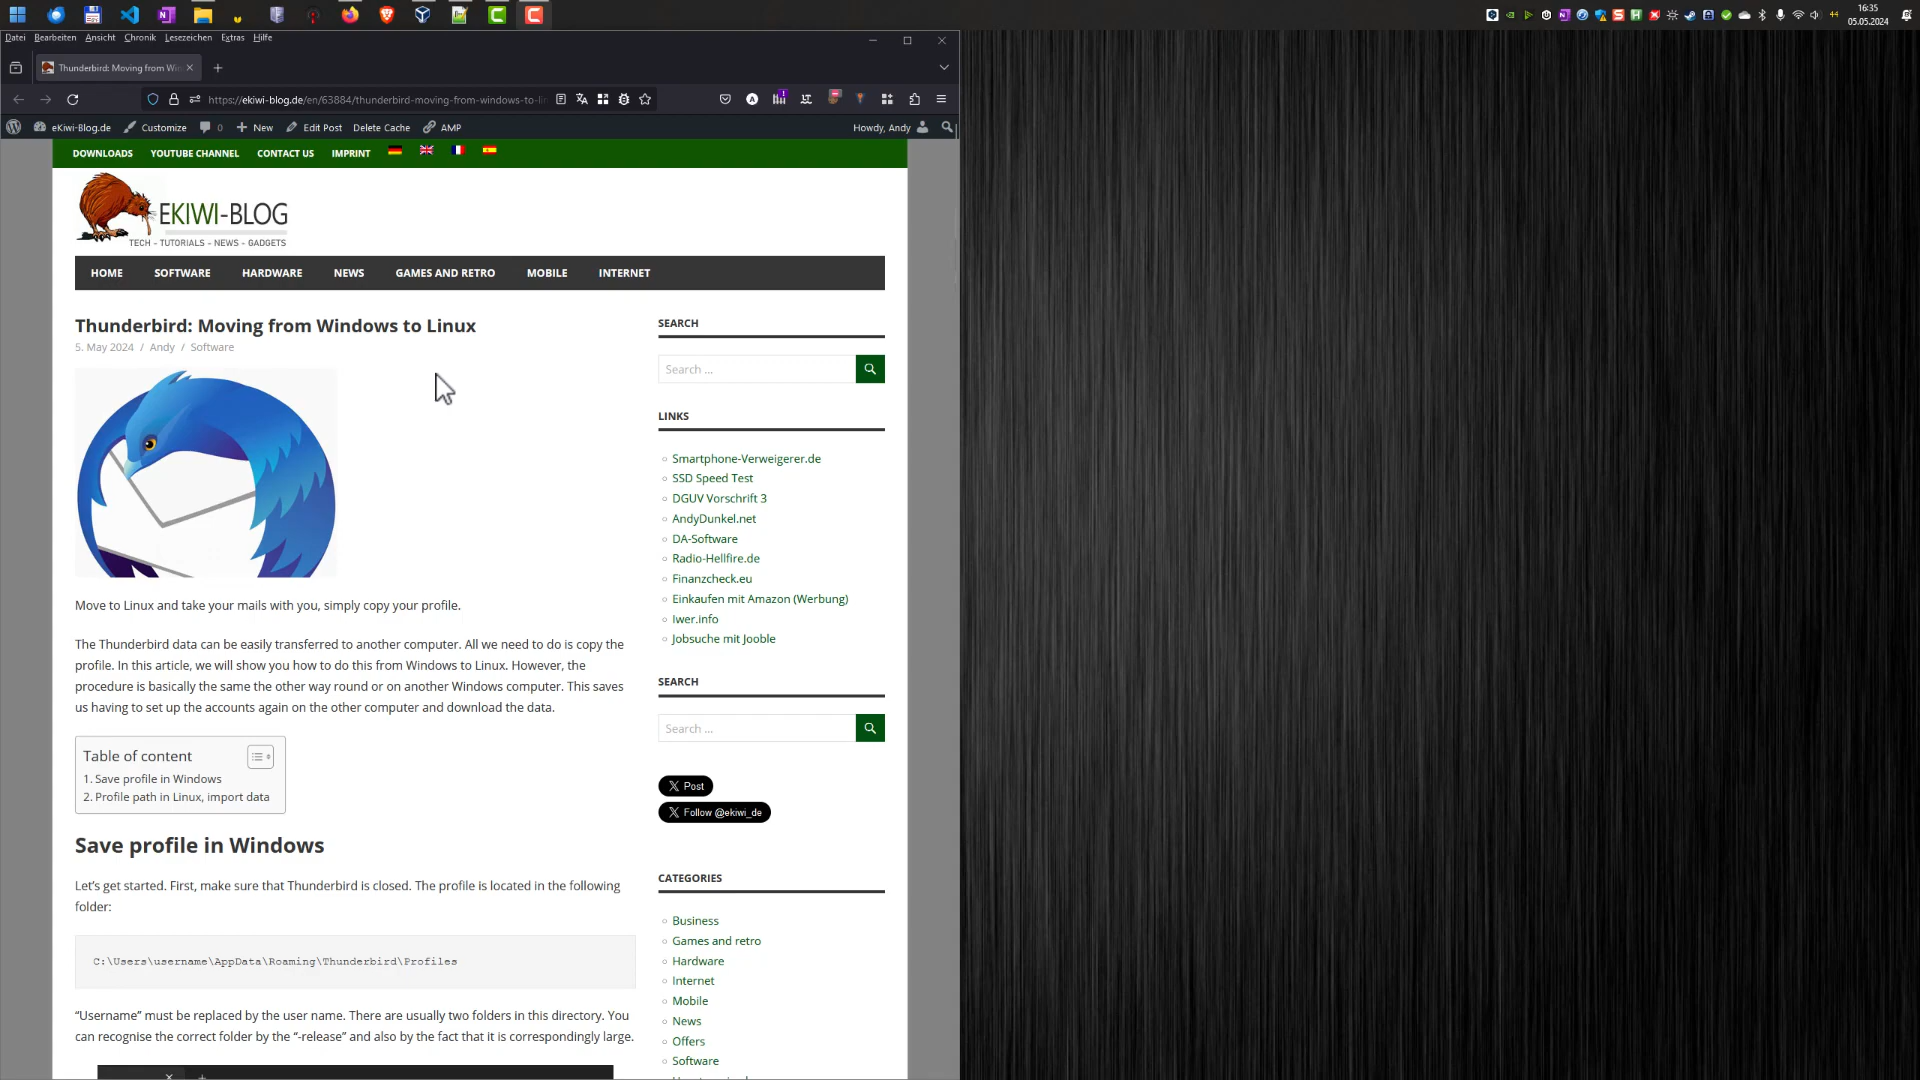 16:35
05.05.2024
Datei Bearbeiten Ansicht Chronik Lesezeichen Extras Hilfe
Thunderbird: Moving from Wi
https://ekiwi-blog.de/en/63884/thunderbird-moving-from-windows-to-li
eKiwi-Blog.de Customize 0 New Edit Post Delete Cache AMP Howdy, Andy
DOWNLOADS YOUTUBE CHANNEL CONTACT US IMPRINT
EKIWI-BLOG
TECH - TUTORIALS - NEWS - GADGETS
HOME SOFTWARE HARDWARE NEWS GAMES AND RETRO MOBILE INTERNET
Thunderbird: Moving from Windows to Linux
5. May 2024 / Andy / Software
Move to Linux and take your mails with you, simply copy your profile.
The Thunderbird data can be easily transferred to another computer. All we need to do is copy the
profile. In this article, we will show you how to do this from Windows to Linux. However, the
procedure is basically the same the other way round or on another Windows computer. This saves
us having to set up the accounts again on the other computer and download the data.
Table of content
1. Save profile in Windows
2. Profile path in Linux, import data
Save profile in Windows
Let's get started. First, make sure that Thunderbird is closed. The profile is located in the following
folder:
C:\Users\username\AppData\Roaming\Thunderbird\Profiles
“Username” must be replaced by the user name. There are usually two folders in this directory. You
can recognise the correct folder by the “-release” and also by the fact that it is correspondingly large.
SEARCH
Search ...
LINKS
Smartphone-Verweigerer.de
SSD Speed Test
DGUV Vorschrift 3
AndyDunkel.net
DA-Software
Radio-Hellfire.de
Finanzcheck.eu
Einkaufen mit Amazon (Werbung)
Iwer.info
Jobsuche mit Jooble
SEARCH
Search ...
Post
Follow @ekiwi_de
CATEGORIES
Business
Games and retro
Hardware
Internet
Mobile
News
Offers
Software